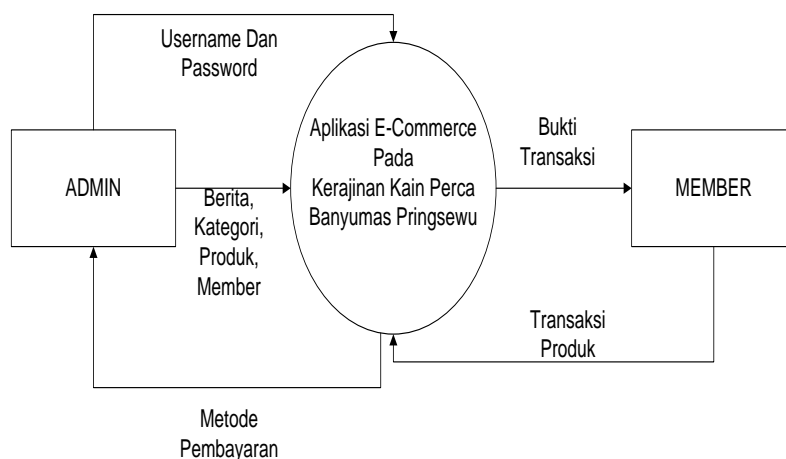 Username Dan
Password
ADMIN
Berita,
Kategori,
Produk,
Member
Aplikasi E-Commerce
Pada
Kerajinan Kain Perca
Banyumas Pringsewu
Bukti
Transaksi
MEMBER
Transaksi
Produk
Metode
Pembayaran